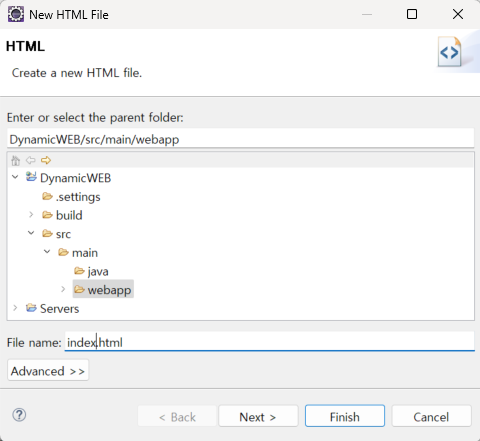 New HTML File
HTML
Create a new HTML file.
Enter or select the parent folder:
DynamicWEB/src/main/webapp
DynamicWEB
.settings
build
src
main
java
webapp
Servers
File name: index.html
Advanced >>
< Back Next > Finish Cancel